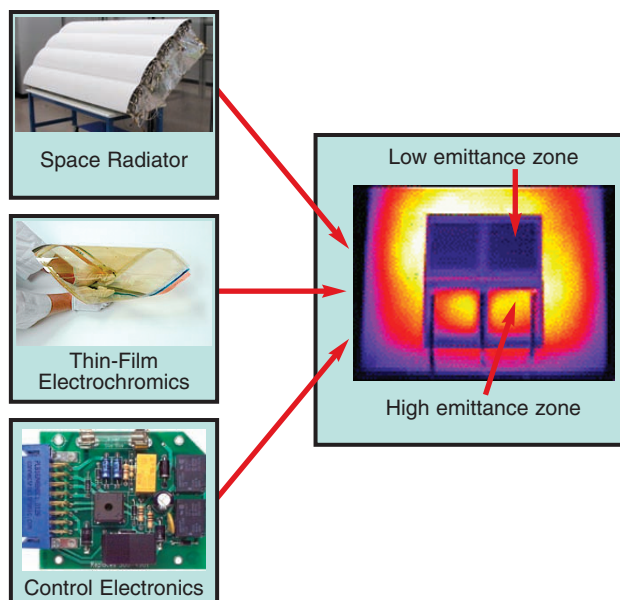 Space Radiator
Thin-Film
Electrochromics
Control Electronics
Low emittance zone
High emittance zone